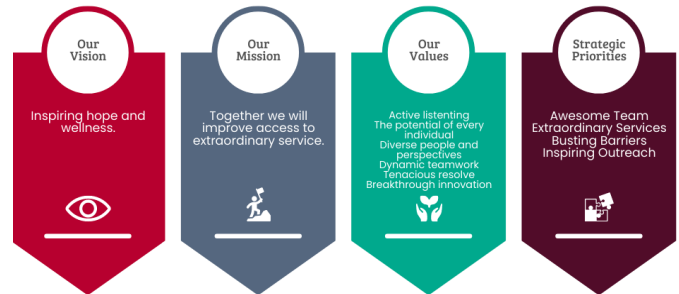 Our
Vision
Inspiring hope and
wellness.
Our
Mission
Together we will
improve access to
extraordinary service.
Our
Values
Active listenting
The potential of every
individual
Diverse people and
perspectives
Dynamic teamwork
Tenacious resolve
Breakthrough innovation
Strategic
Priorities
Awesome Team
Extraordinary Services
Busting Barriers
Inspiring Outreach